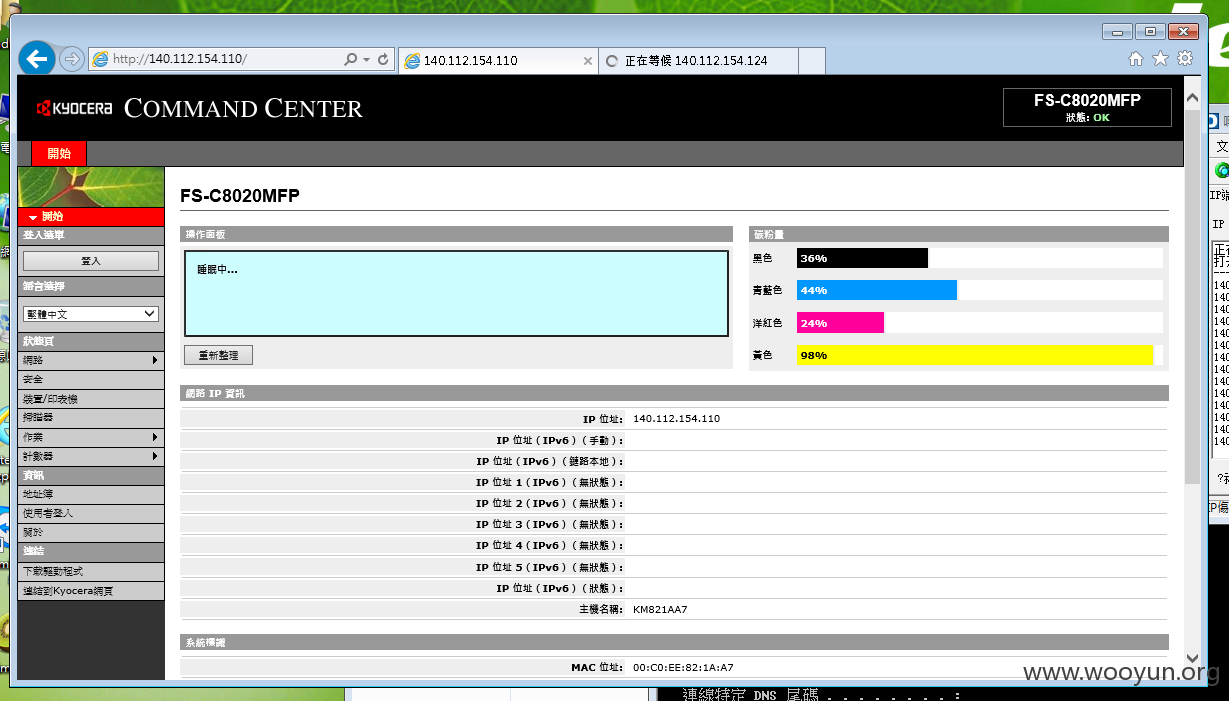 http://140.112.154.110/
140.112.154.110
正在等候 140.112.154.124
KYOCERA COMMAND CENTER
FS-C8020MFP
狀態: OK
開始
開始
登入選單
登入
語言選擇
繁體中文
狀態頁
網路
安全
裝置/印表機
掃描器
作業
計數器
資訊
地址簿
使用者登入
關於
連結
下載驅動程式
連結到Kyocera網頁
FS-C8020MFP
操作面板
睡眠中...
重新整理
碳粉量
黑色 36%
青藍色 44%
洋紅色 24%
黃色 98%
網路 IP 資訊
IP 位址: 140.112.154.110
IP 位址 (IPv6) (手動) :
IP 位址 (IPv6) (鏈路本地) :
IP 位址 1 (IPv6) (無狀態) :
IP 位址 2 (IPv6) (無狀態) :
IP 位址 3 (IPv6) (無狀態) :
IP 位址 4 (IPv6) (無狀態) :
IP 位址 5 (IPv6) (無狀態) :
IP 位址 (IPv6) (狀態) :
主機名稱: KM821AA7
系統標識
MAC 位址: 00:C0:EE:82:1A:A7
www.wooyun.org
連線特定 DNS 尾碼 . . . . . . . . :